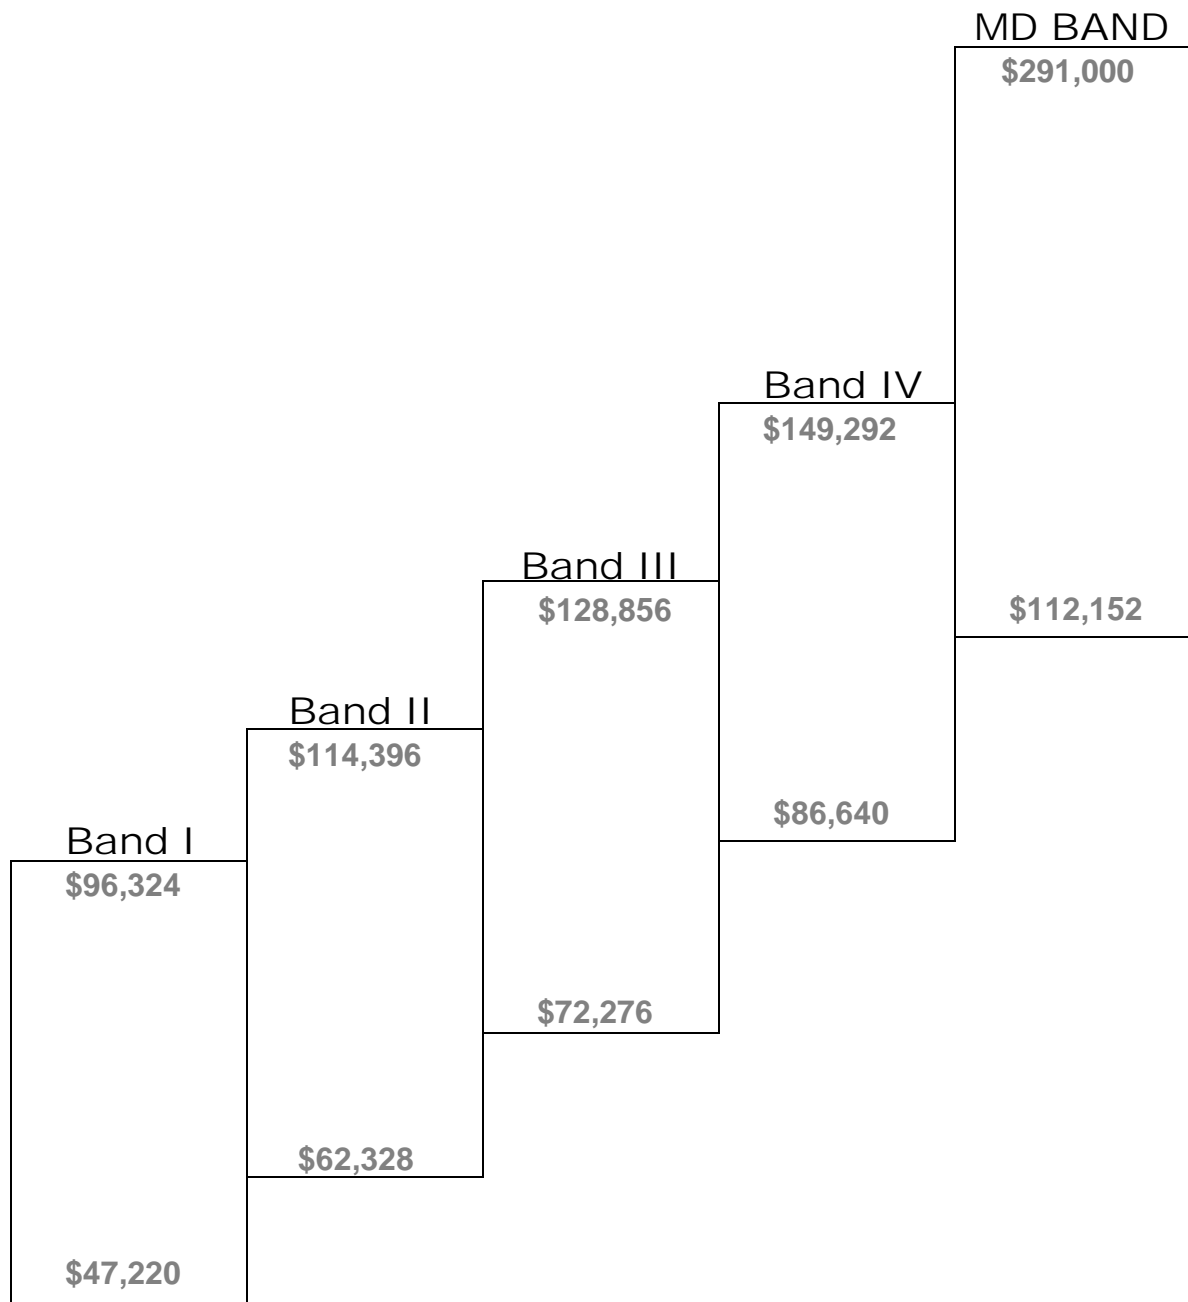 MD BAND
$291,000
Band IV
$149,292
Band III
$128,856
$112,152
Band II
$114,396
$86,640
Band I
$96,324
$72,276
$62,328
$47,220